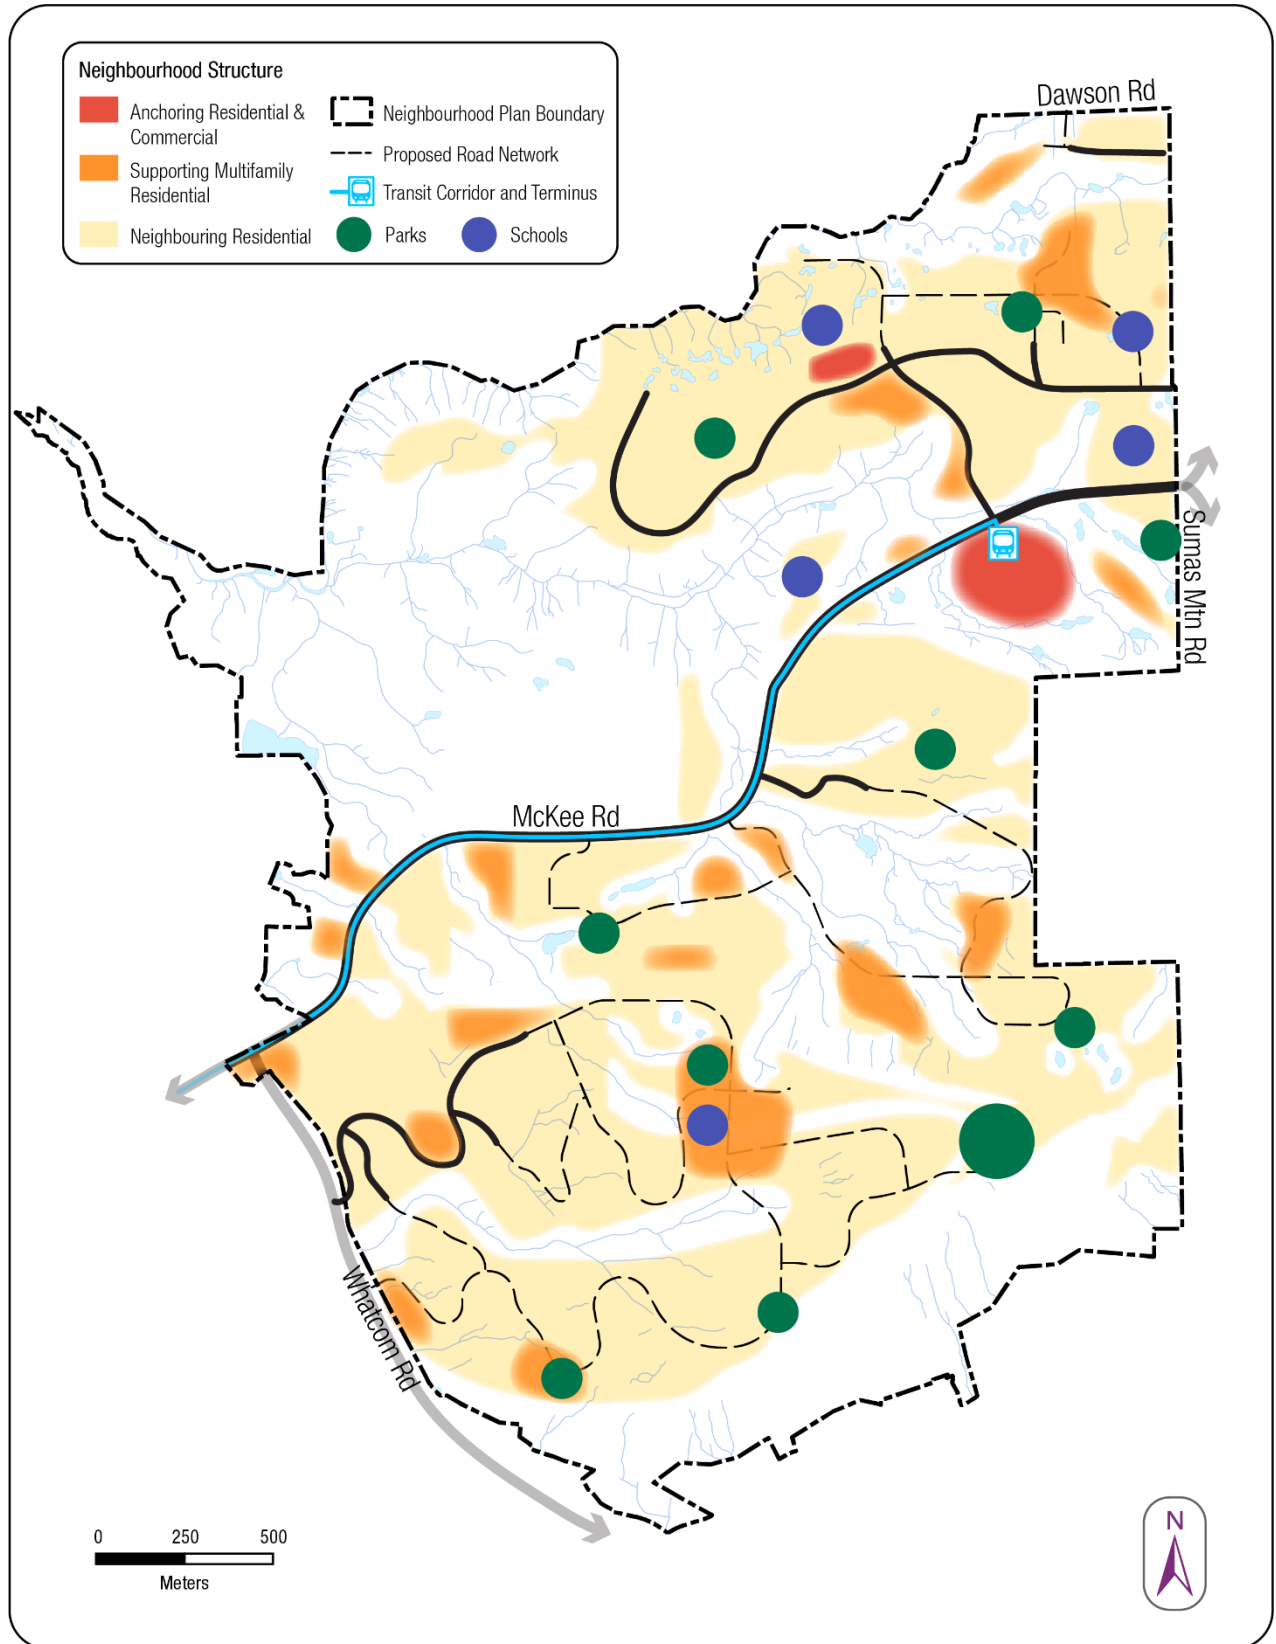 Neighbourhood Structure
Anchoring Residential &
Commercial
Supporting Multifamily
Residential
Neighbouring Residential
Neighbourhood Plan Boundary
Proposed Road Network
Transit Corridor and Terminus
Parks
Schools
Dawson Rd
Sumas Mtn Rd
McKee Rd
Whatcom Rd
0 250 500
Meters
N